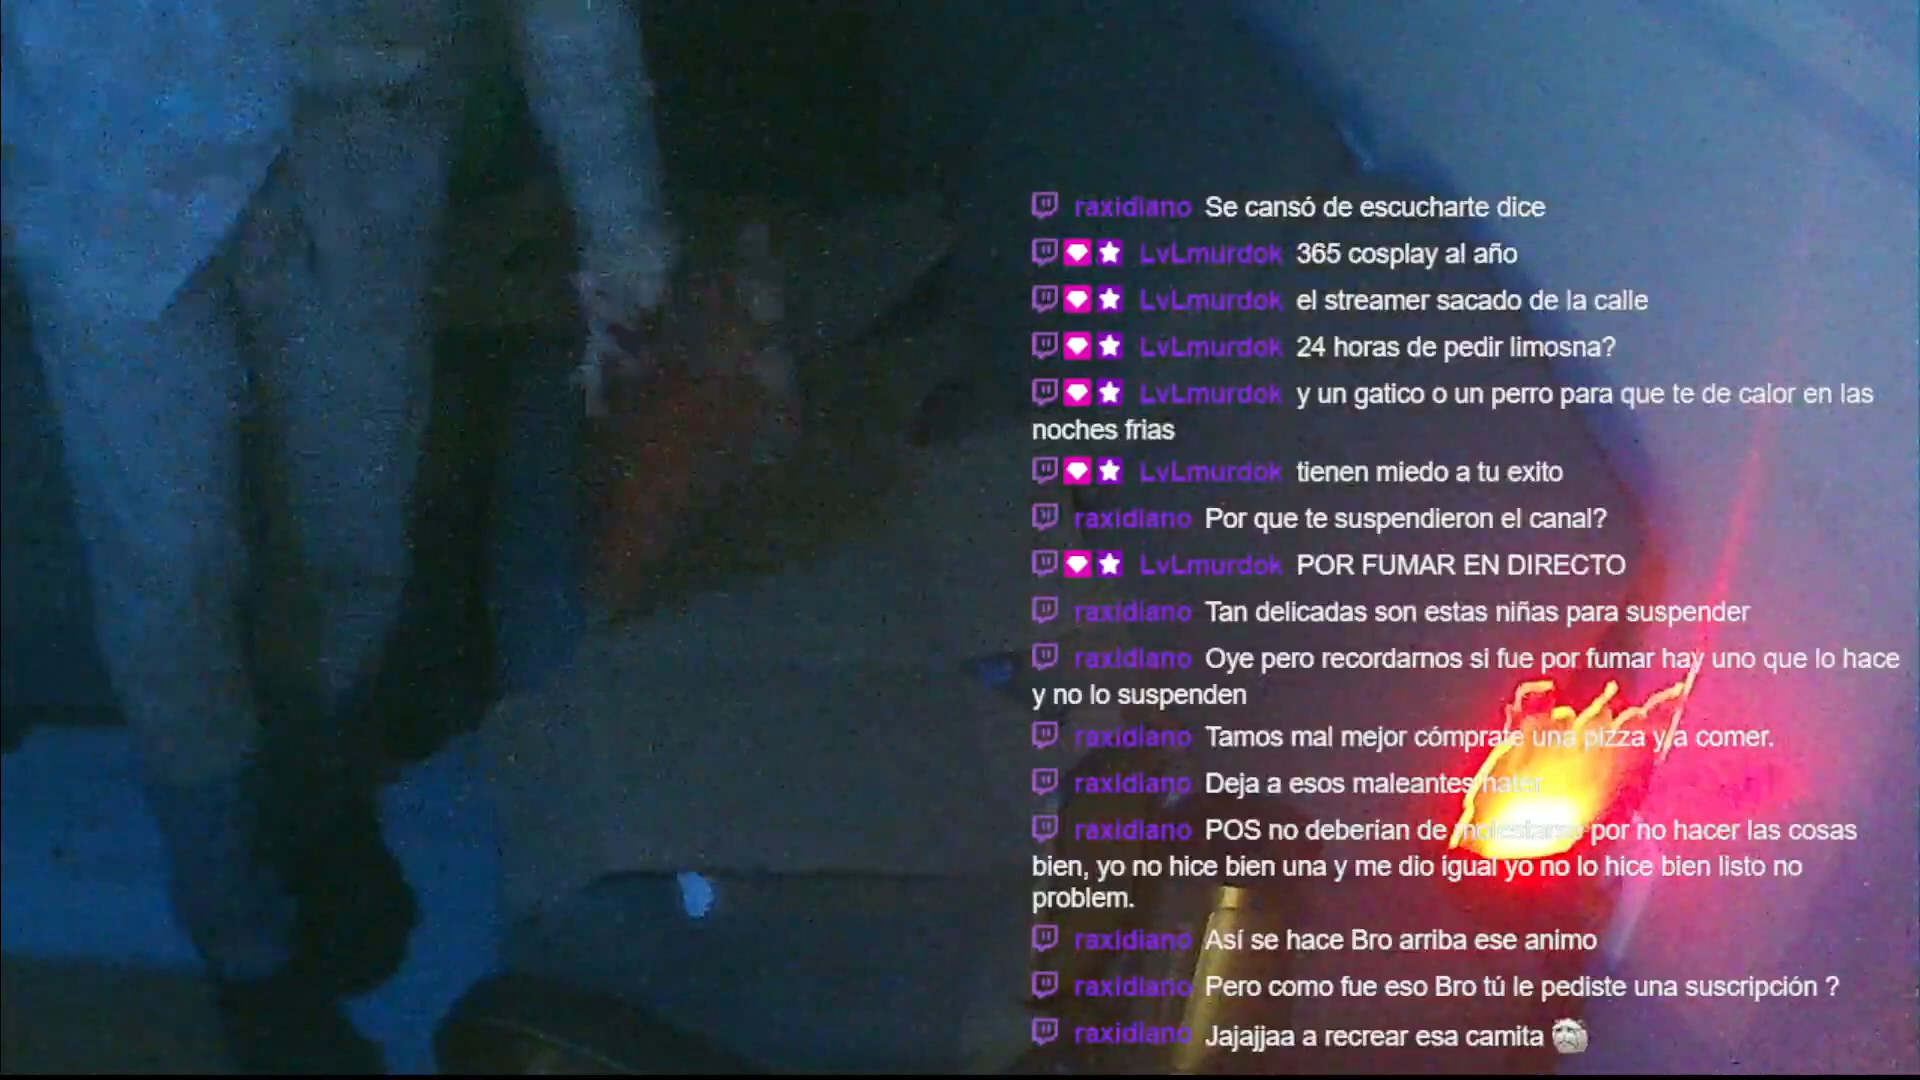 raxidiano Se cansó de escucharte dice
LvLmurdok 365 cosplay al año
LvLmurdok el streamer sacado de la calle
LvLmurdok 24 horas de pedir limosna?
LvLmurdok y un gatico o un perro para que te de calor en las
noches frias
LvLmurdok tienen miedo a tu exito
raxidiano Por que te suspendieron el canal?
LvLmurdok POR FUMAR EN DIRECTO
raxidiano Tan delicadas son estas niñas para suspender
raxidiano Oye pero recordarnos si fue por fumar hay uno que lo hace
y no lo suspenden
raxidiano Tamos mal mejor cómprate una pizza y a comer.
raxidiano Deja a esos maleantes hater
raxidiano POS no deberían de molestarse por no hacer las cosas
bien, yo no hice bien una y me dio igual yo no lo hice bien listo no
problem.
raxidiano Así se hace Bro arriba ese animo
raxidiano Pero como fue eso Bro tú le pediste una suscripción ?
raxidiano Jajajjaa a recrear esa camita